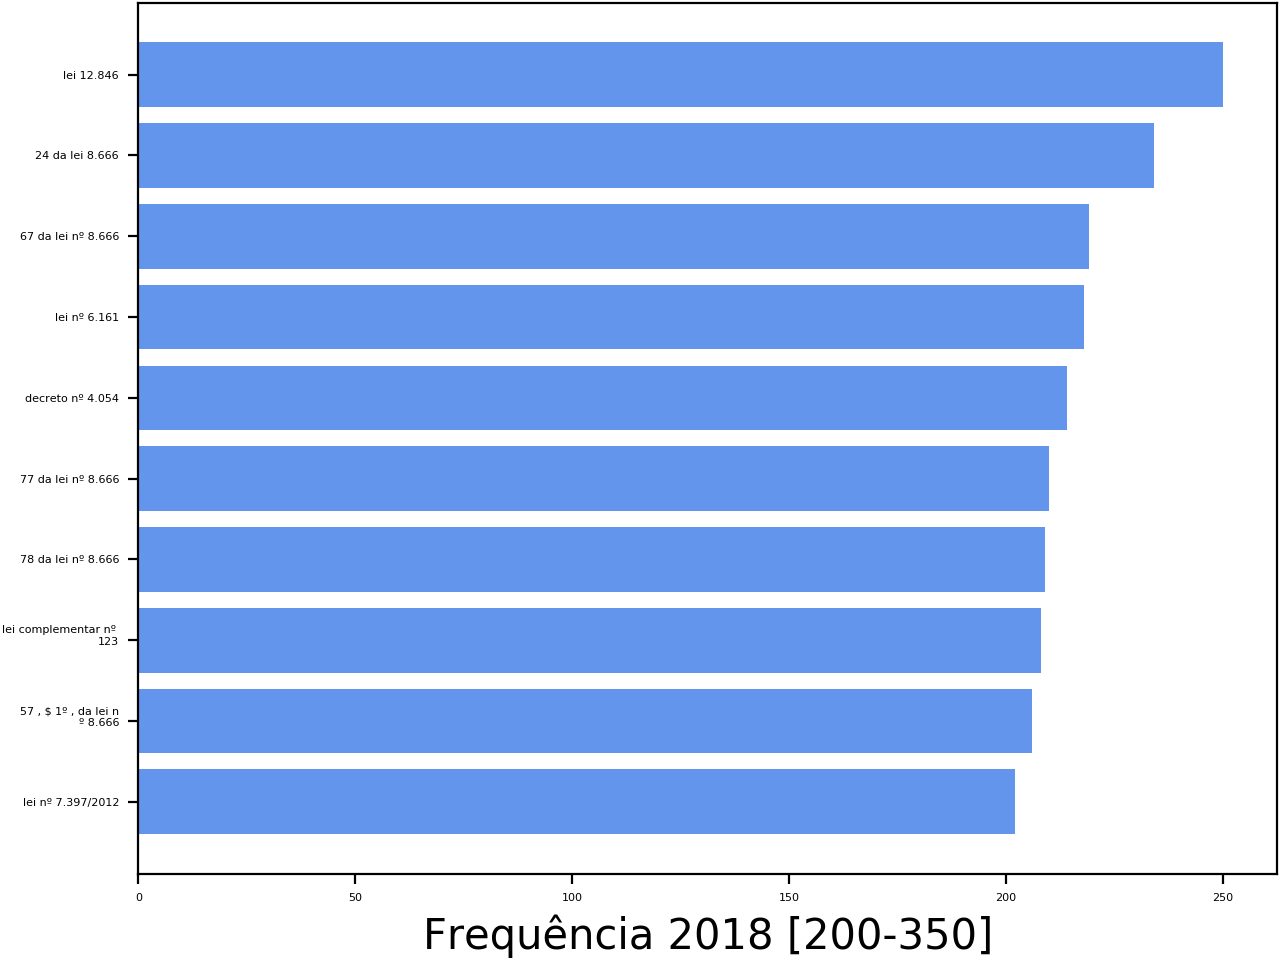 lei 12.846
24 da lei 8.666
67 da lei nº 8.666
lei nº 6.161
decreto nº 4.054
77 da lei nº 8.666
78 da lei nº 8.666
lei complementar nº
123
57 , $ 1º , da lei n
º 8.666
lei nº 7.397/2012
0 50 100 150 200 250
Frequência 2018 [200-350]